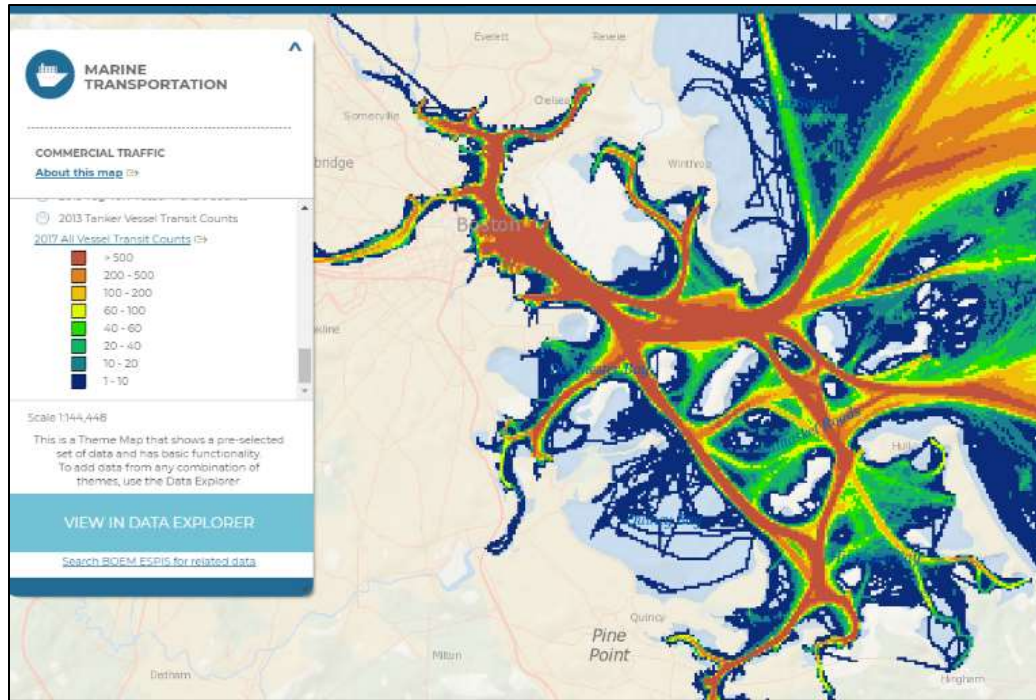 MARINE
TRANSPORTATION
COMMERCIAL TRAFFIC
About this map
2013 Tanker Vessel Transit Counts
2017 All Vessel Transit Counts
> 500
200 - 500
100 - 200
60 - 100
40 - 60
20 - 40
10 - 20
1 - 10
Scale 1:144,448
This is a Theme Map that shows a pre-selected
set of data and has basic functionality.
To add data from any combination of
themes, use the Data Explorer
VIEW IN DATA EXPLORER
Search BOEM ESPIS for related data
Everett
Revere
Somerville
Chelsea
bridge
Winthrop
Boston
kline
Hull
Quincy
Pine
Point
Milton
Dedham
Hingham